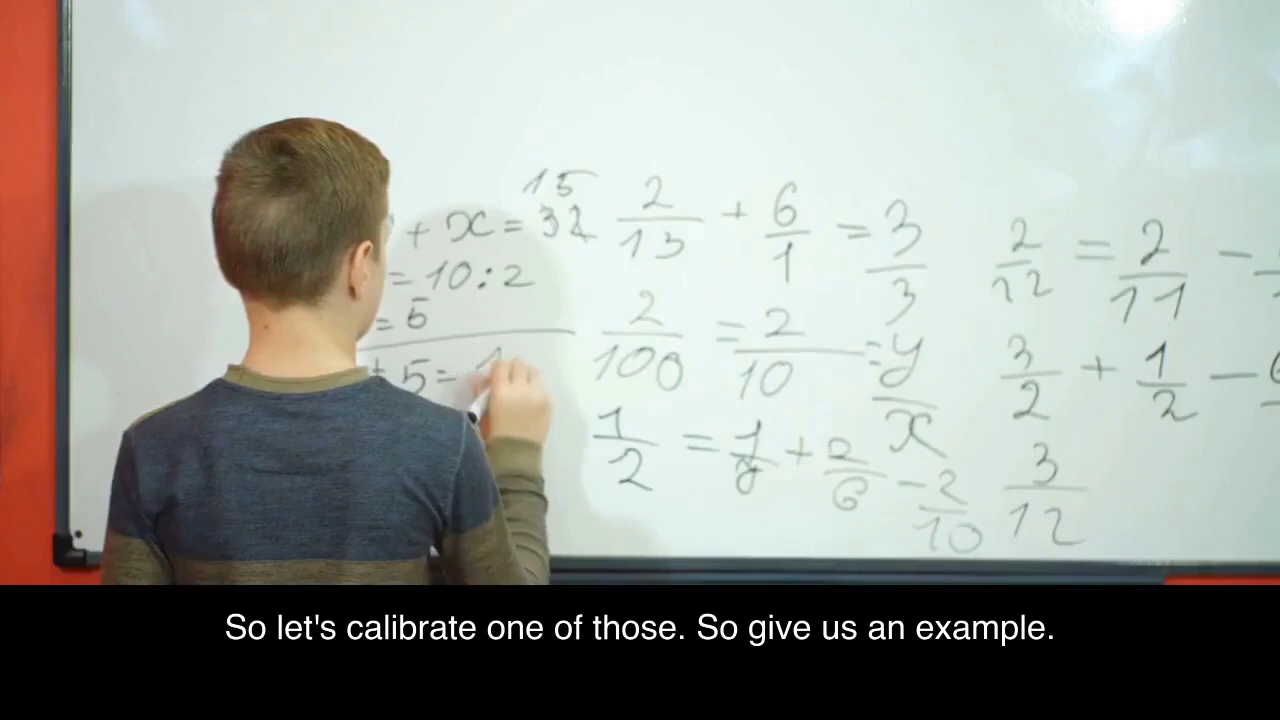 15
+ x = 32
= 10:2
= 5
5 =
2/13 + 6/1 = 3/3
2/100 = 2/10 = y/x
1/2 = 1/8 + 2/6 - 2/10
2/12 = 2/11 -
3/2 + 1/2 -
3/12
So let's calibrate one of those. So give us an example.